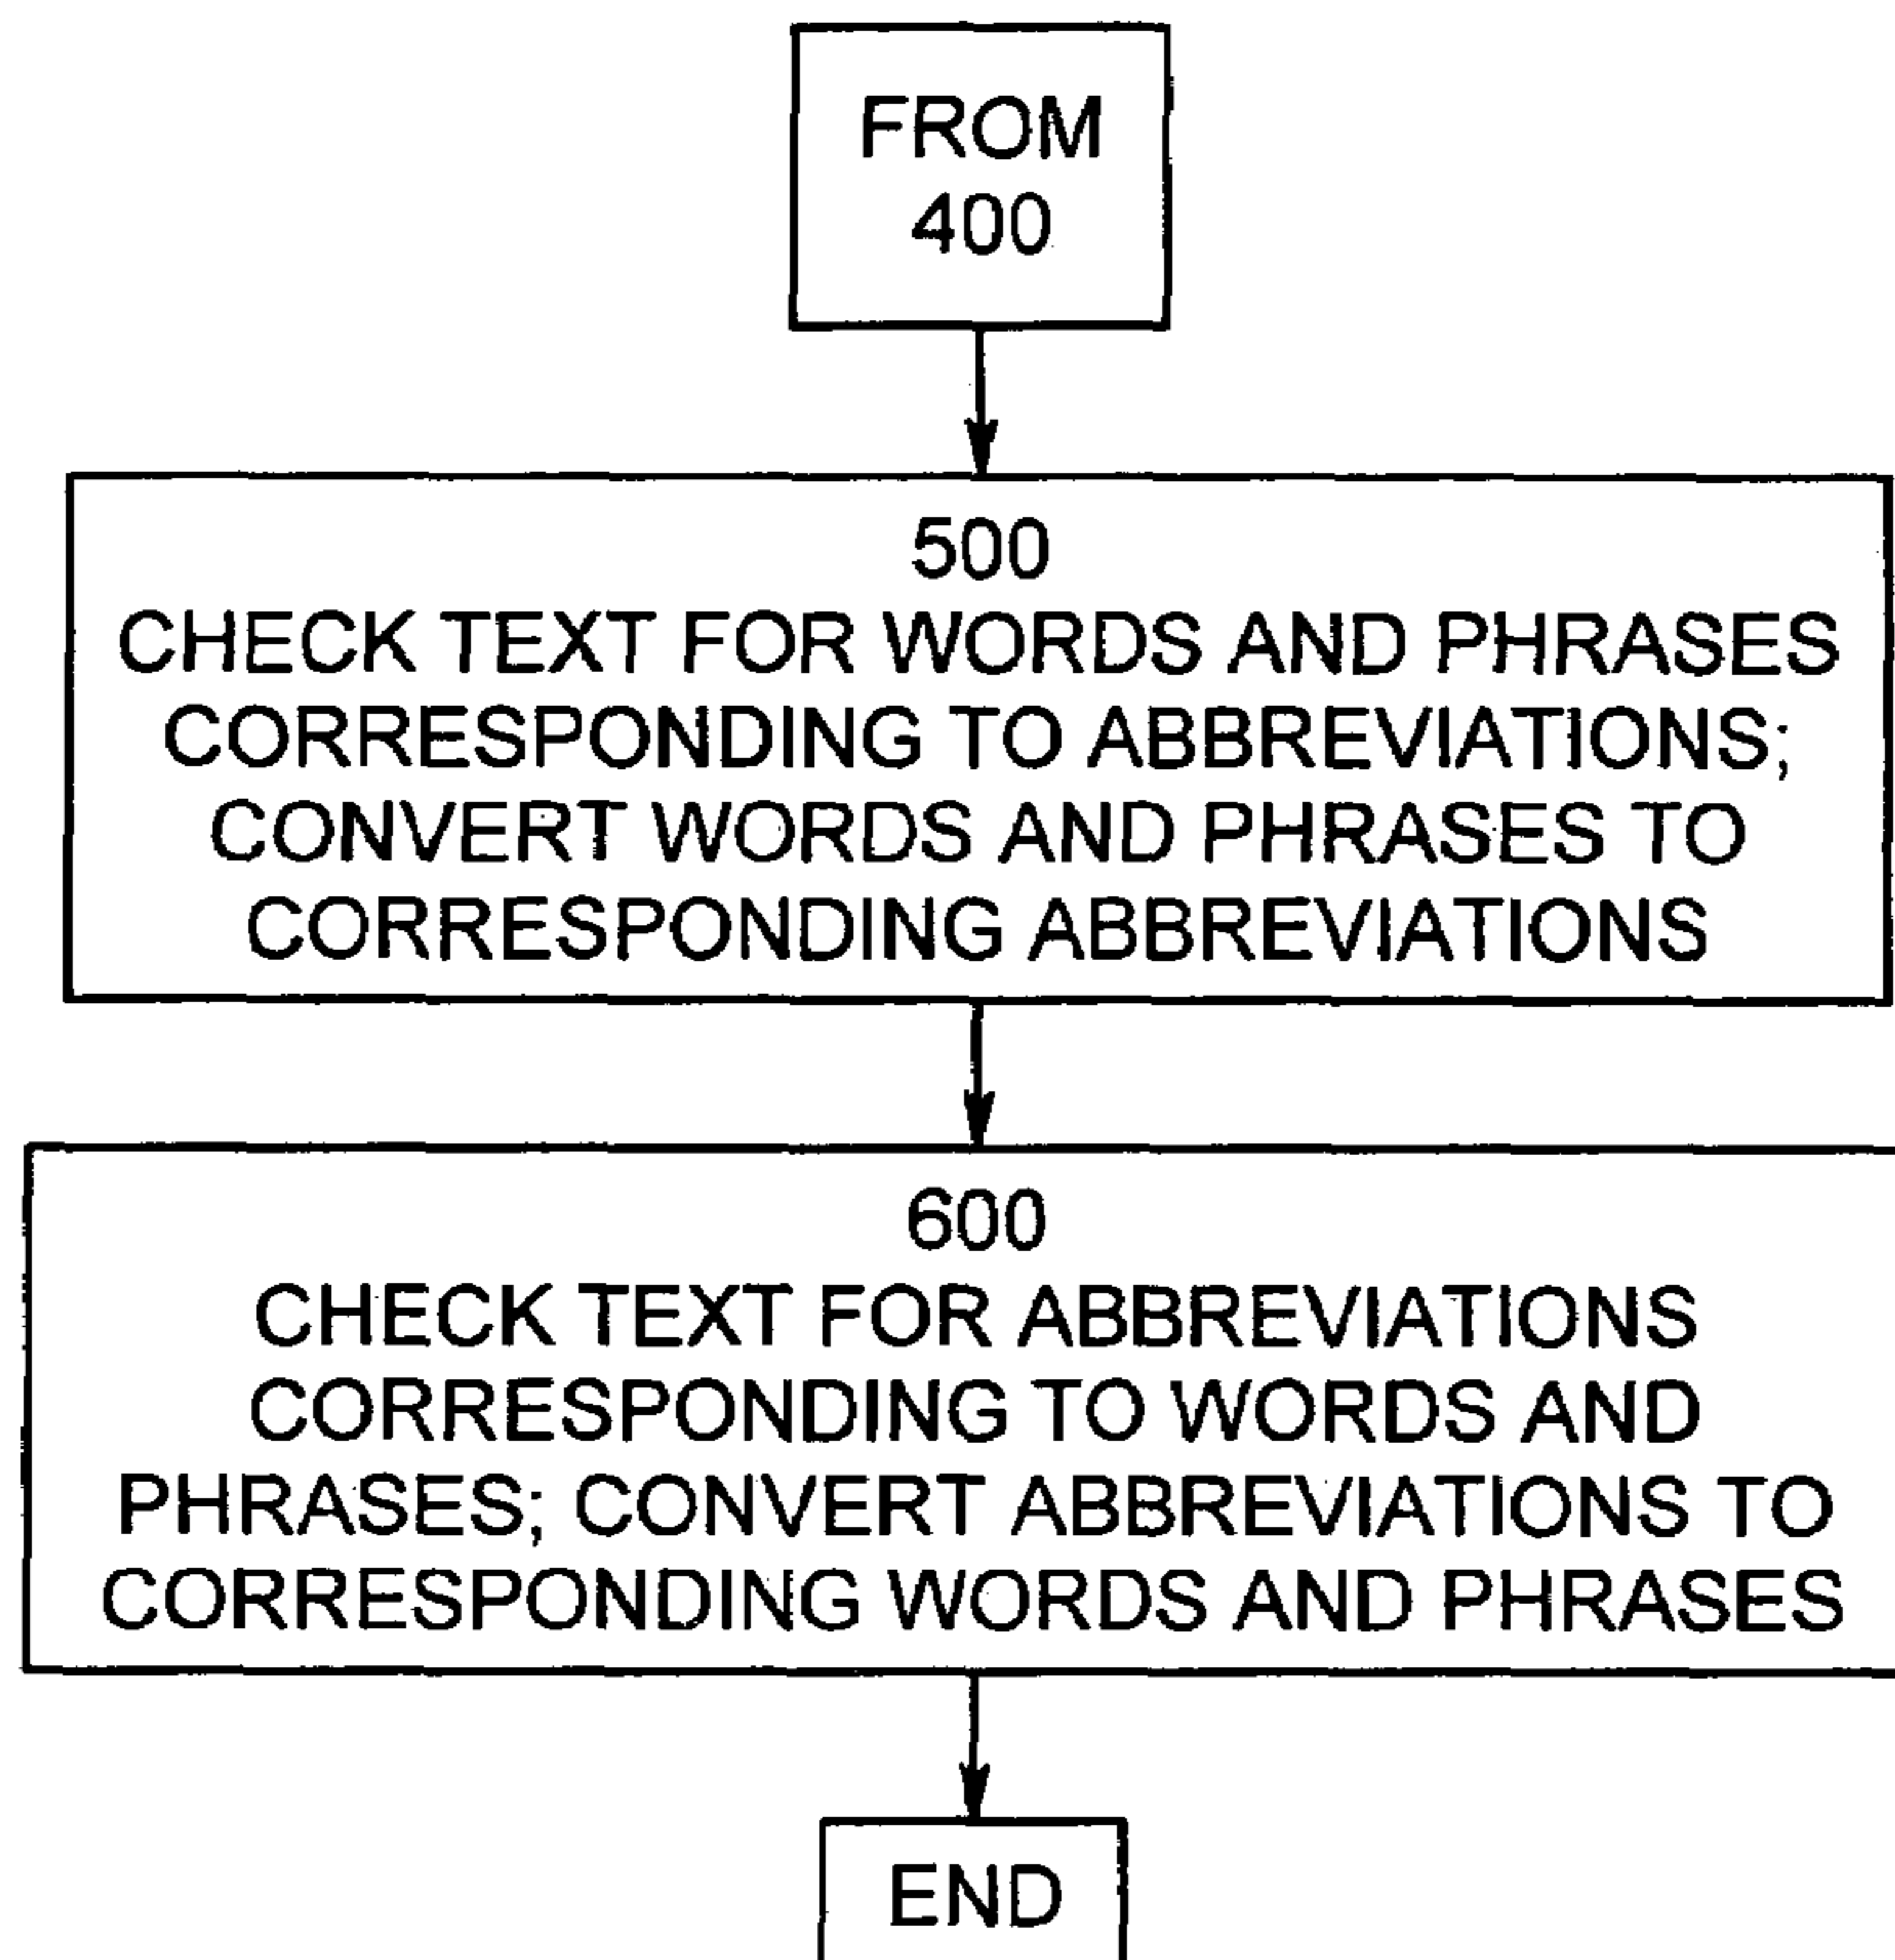 FROM
400
500
CHECK TEXT FOR WORDS AND PHRASES
CORRESPONDING TO ABBREVIATIONS;
CONVERT WORDS AND PHRASES TO
CORRESPONDING ABBREVIATIONS
600
CHECK TEXT FOR ABBREVIATIONS
CORRESPONDING TO WORDS AND
PHRASES; CONVERT ABBREVIATIONS TO
CORRESPONDING WORDS AND PHRASES
END